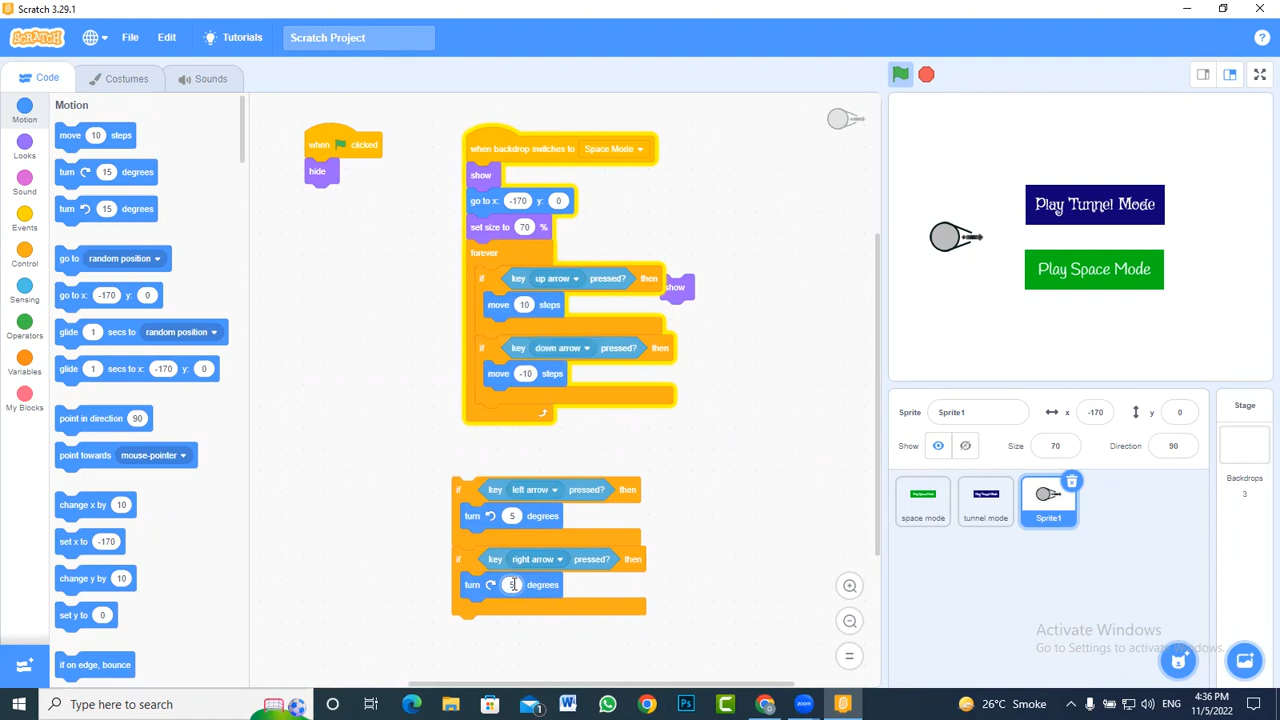 Scratch 3.29.1
SCRATCH File Edit Tutorials Scratch Project
Code Costumes Sounds
Motion
Looks
Sound
Events
Control
Sensing
Operators
Variables
My Blocks
Motion
move 10 steps
turn 15 degrees
turn 15 degrees
go to random position
go to x: -170 y: 0
glide 1 secs to random position
glide 1 secs to x: -170 y: 0
point in direction 90
point towards mouse-pointer
change x by 10
set x to -170
change y by 10
set y to 0
if on edge, bounce
when clicked
hide
when backdrop switches to Space Mode
show
go to x: -170 y: 0
set size to 70 %
forever
if key up arrow pressed? then
move 10 steps
if key down arrow pressed? then
move -10 steps
show
if key left arrow pressed? then
turn 5 degrees
if key right arrow pressed? then
turn 5 degrees
Play Tunnel Mode
Play Space Mode
Sprite Sprite1 x -170 y 0
Show Size 70 Direction 90
space mode
tunnel mode
Sprite1
Stage
Backdrops
3
Activate Windows
Go to Settings to activate Windows.
Type here to search
26°C Smoke
ENG
4:36 PM
11/5/2022